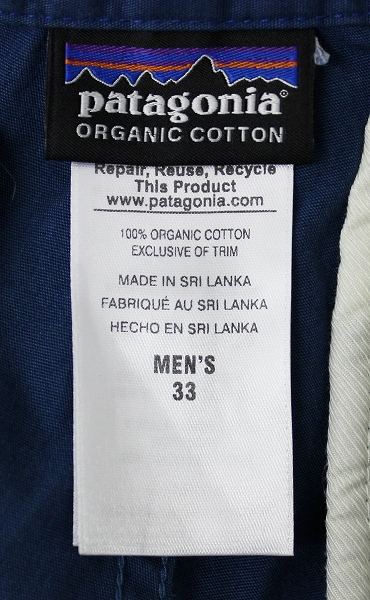 patagonia®
ORGANIC COTTON
Repair, Reuse, Recycle
This Product
www.patagonia.com
100% ORGANIC COTTON
EXCLUSIVE OF TRIM
MADE IN SRI LANKA
FABRIQUÉ AU SRI LANKA
HECHO EN SRI LANKA
MEN'S
33